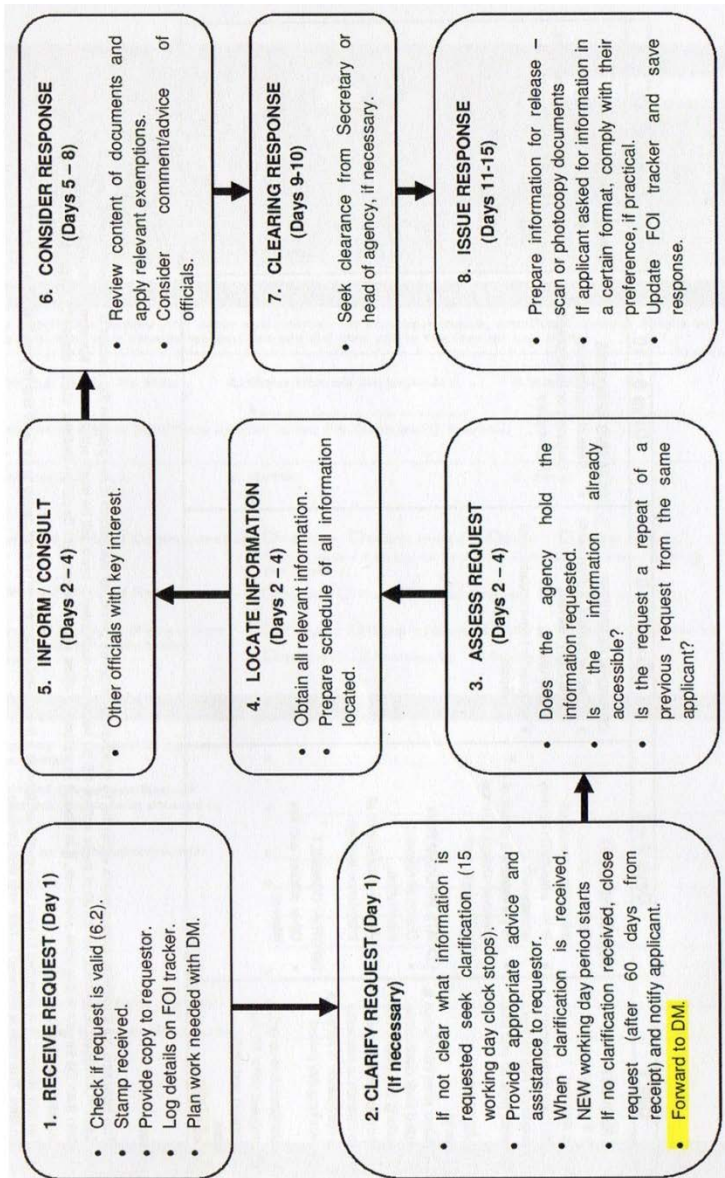 1. RECEIVE REQUEST (Day 1)
• Check if request is valid (6.2).
• Stamp received.
• Provide copy to requestor.
• Log details on FOI tracker.
• Plan work needed with DM.
2. CLARIFY REQUEST (Day 1)
(If necessary)
• If not clear what information is
requested seek clarification (15
working day clock stops).
• Provide appropriate advice and
assistance to requestor.
• When clarification is received,
NEW working day period starts
• If no clarification received, close
request (after 60 days from
receipt) and notify applicant.
• Forward to DM.
3. ASSESS REQUEST
(Days 2 – 4)
• Does the agency hold the
information requested.
• Is the information already
accessible?
• Is the request a repeat of a
previous request from the same
applicant?
4. LOCATE INFORMATION
(Days 2 – 4)
• Obtain all relevant information.
• Prepare schedule of all information
located.
5. INFORM / CONSULT
(Days 2 – 4)
• Other officials with key interest.
6. CONSIDER RESPONSE
(Days 5 – 8)
• Review content of documents and
apply relevant exemptions.
• Consider comment/advice of
officials.
7. CLEARING RESPONSE
(Days 9-10)
• Seek clearance from Secretary or
head of agency, if necessary.
8. ISSUE RESPONSE
(Days 11-15)
• Prepare information for release –
scan or photocopy documents
• If applicant asked for information in
a certain format, comply with their
preference, if practical.
• Update FOI tracker and save
response.